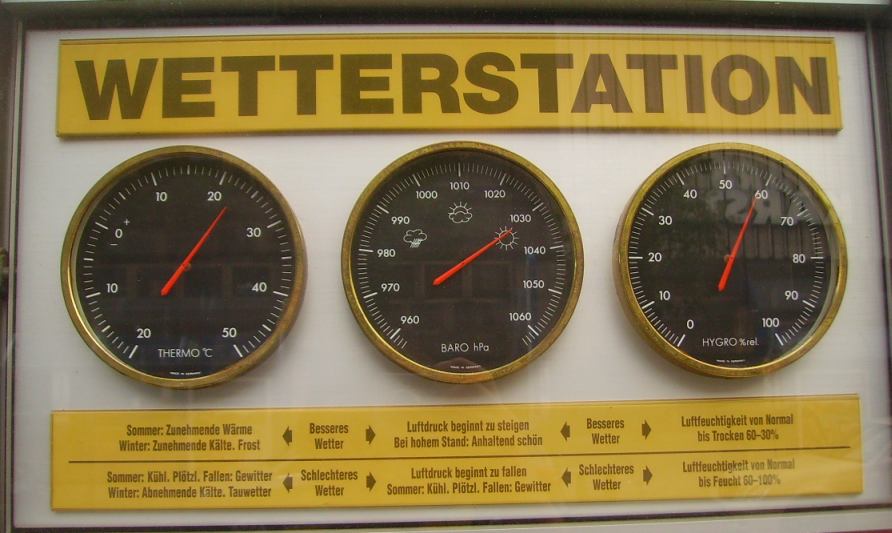 WETTERSTATION
10 20
0 + 30
−
10 40
20 50
THERMO °C
1010
1000 1020
990 1030
980 1040
970 1050
960 1060
BARO hPa
50 60
40 70
30
20 80
10 90
0 100
HYGRO % rel.
Sommer: Zunehmende Wärme
Winter: Zunehmende Kälte. Frost
Besseres
Wetter
Luftdruck beginnt zu steigen
Bei hohem Stand: Anhaltend schön
Besseres
Wetter
Luftfeuchtigkeit von Normal
bis Trocken 60–30%
Sommer: Kühl. Plötzl. Fallen: Gewitter
Winter: Abnehmende Kälte. Tauwetter
Schlechteres
Wetter
Luftdruck beginnt zu fallen
Sommer: Kühl. Plötzl. Fallen: Gewitter
Schlechteres
Wetter
Luftfeuchtigkeit von Normal
bis Feucht 60–100%